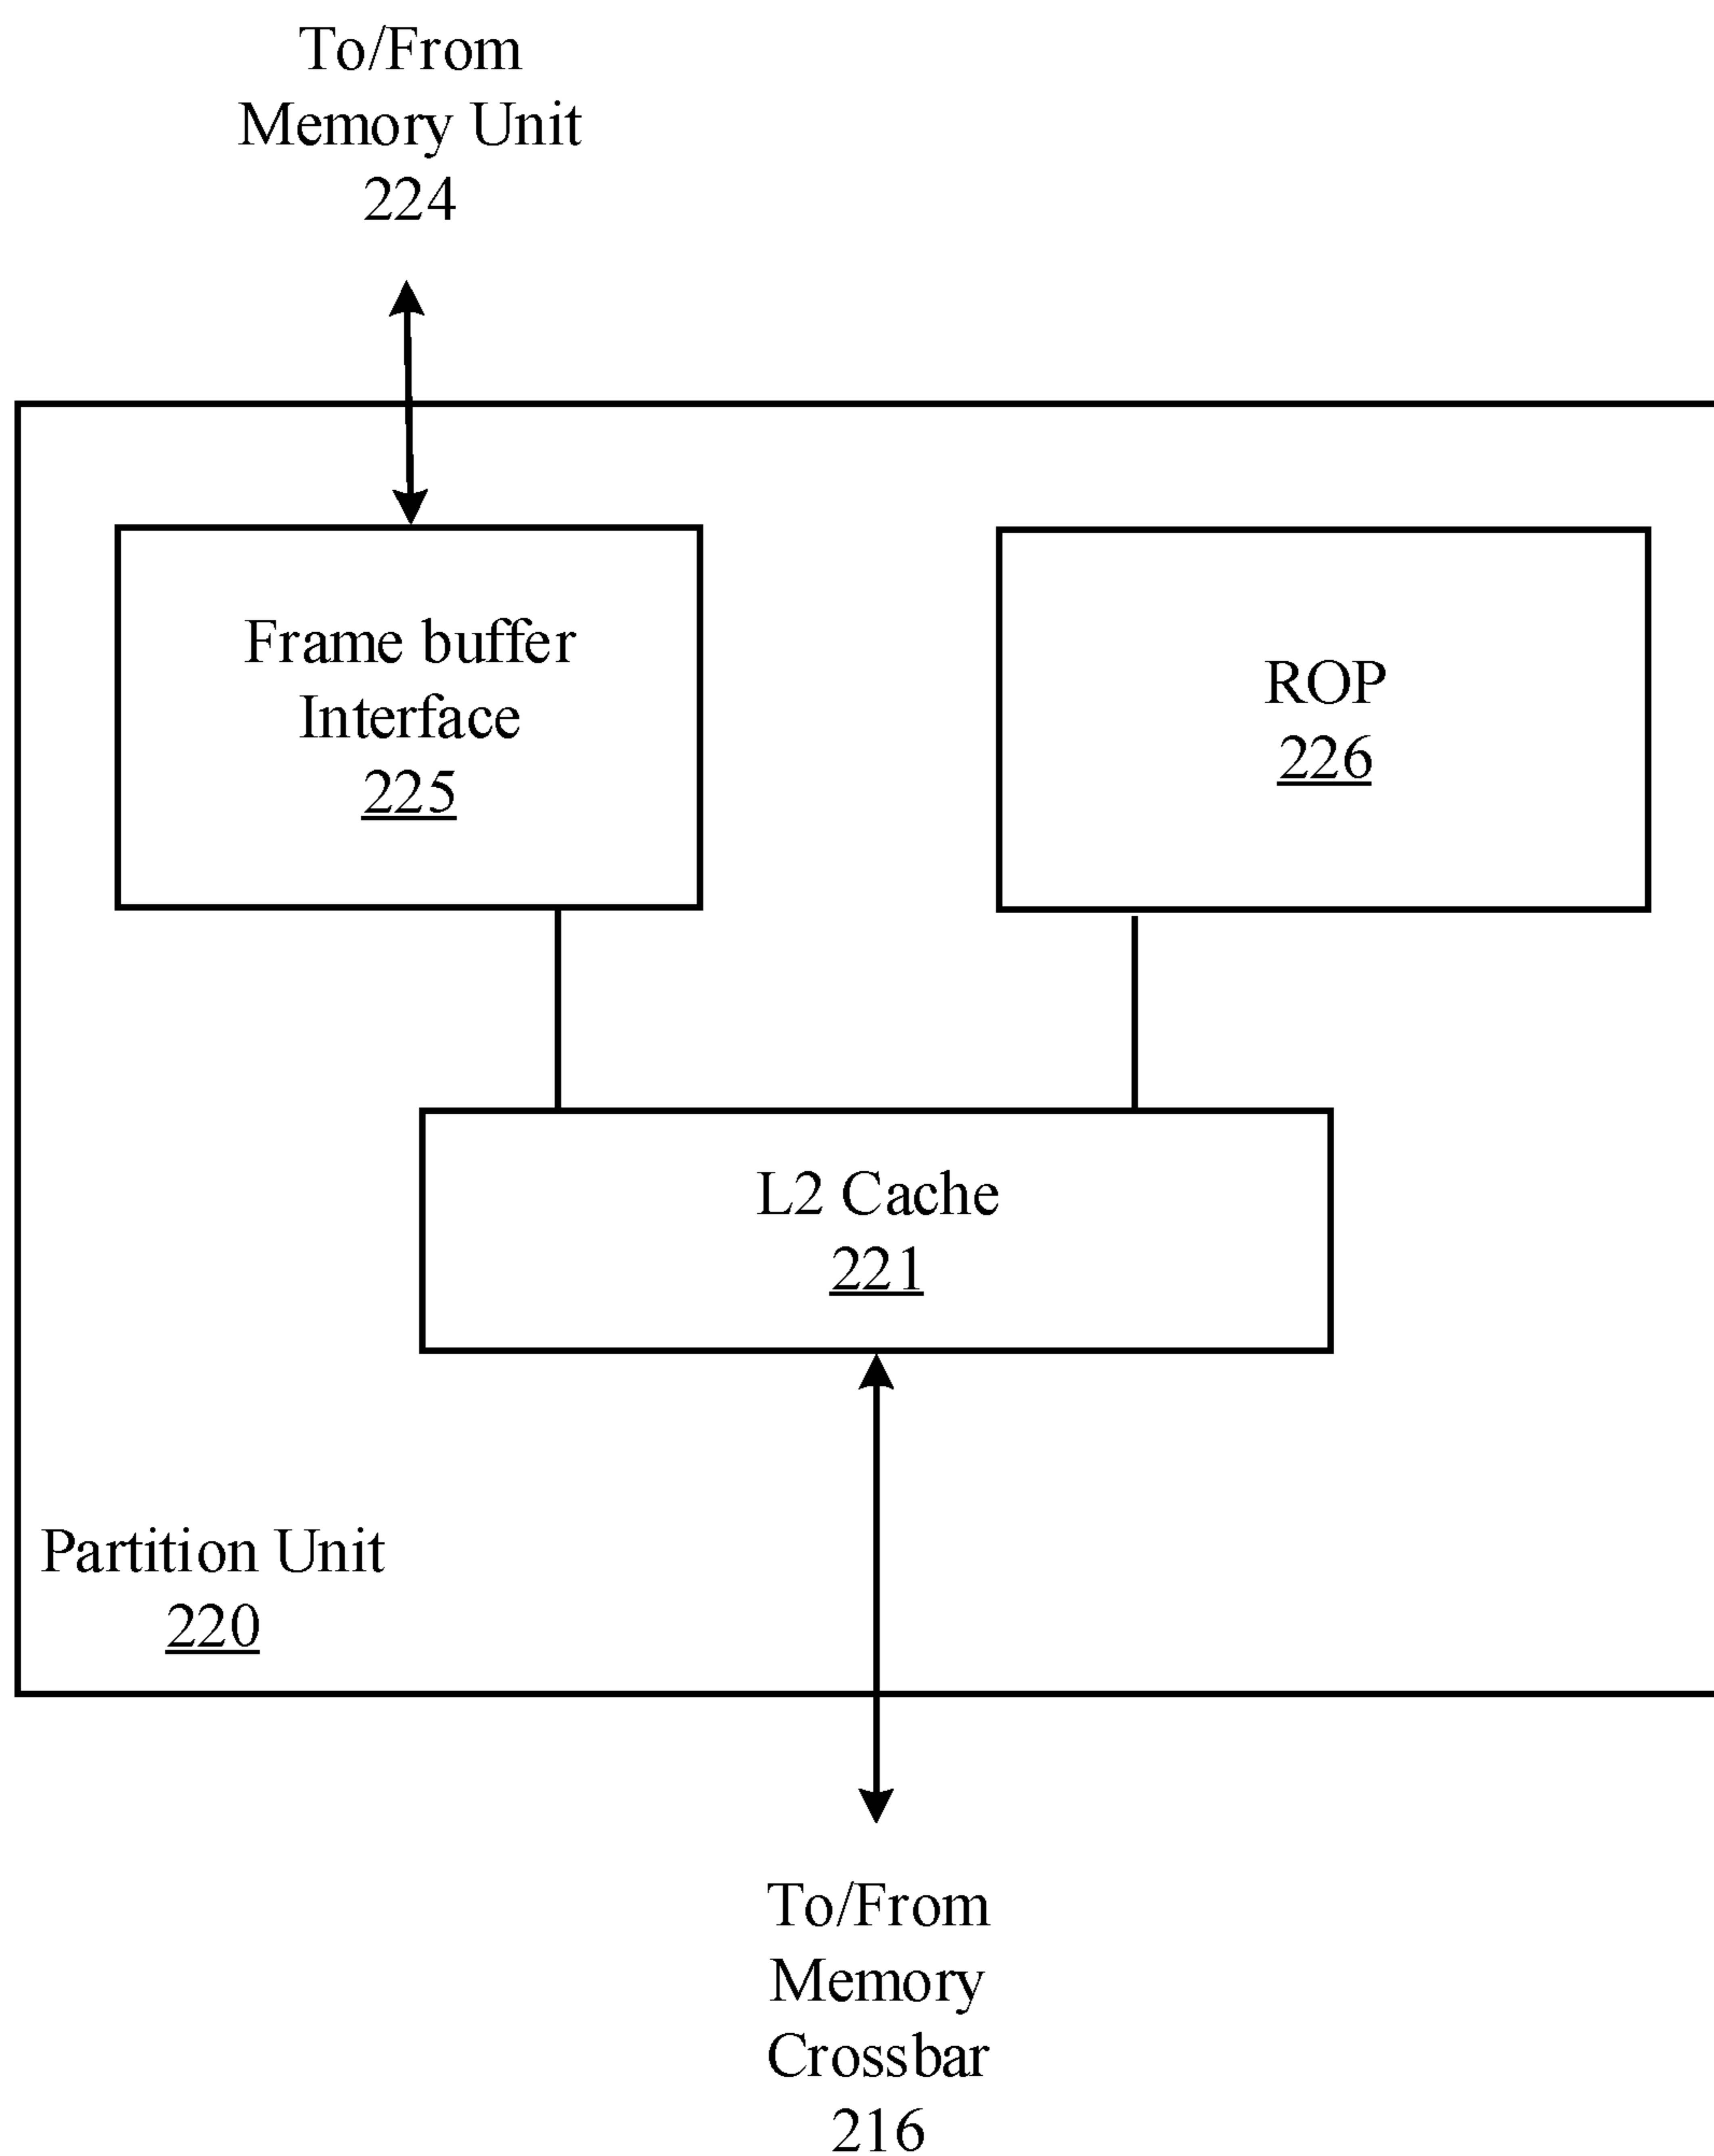 To/From
Memory Unit
224
Frame buffer
Interface
225
ROP
226
L2 Cache
221
Partition Unit
220
To/From
Memory
Crossbar
216